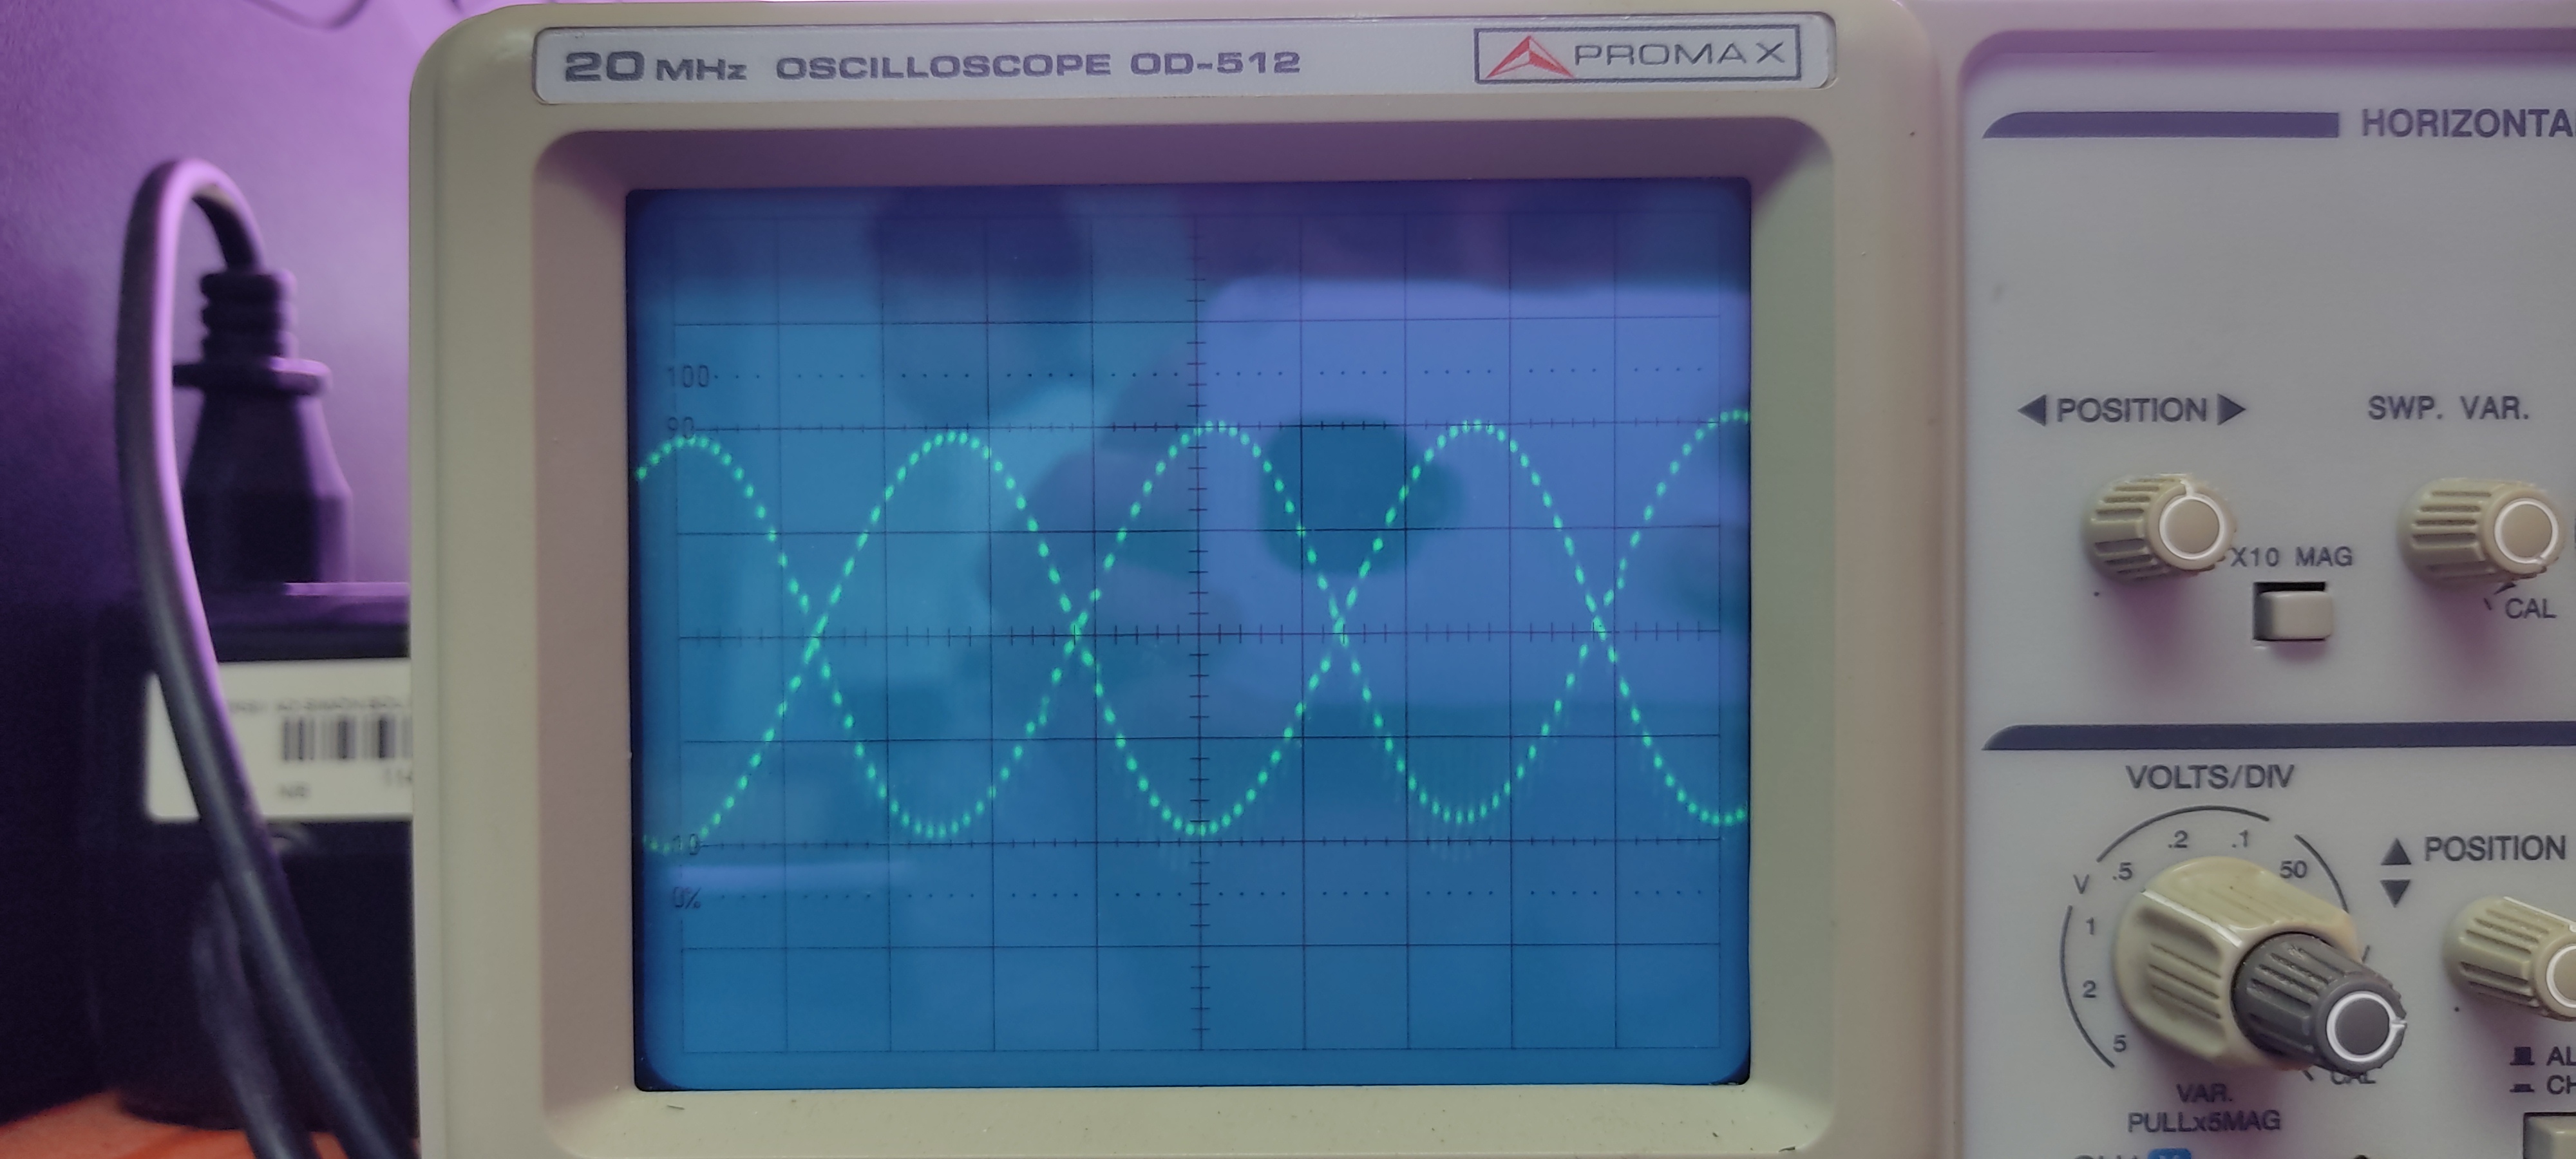 20 MHz OSCILLOSCOPE OD-512
PROMAX
HORIZONTA
100
90
10
0%
◀ POSITION ▶
SWP. VAR.
X10 MAG
CAL
VOLTS/DIV
.2 .1
.5 50
V
1
2
5
▲ POSITION
▼
CAL
VAR.
PULLx5MAG
AL
CH